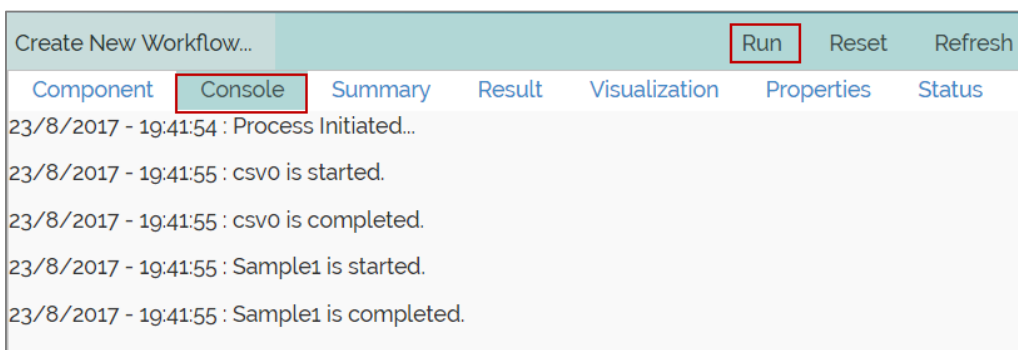 Create New Workflow... Run Reset Refresh
Component Console Summary Result Visualization Properties Status
23/8/2017 - 19:41:54 : Process Initiated...
23/8/2017 - 19:41:55 : csv0 is started.
23/8/2017 - 19:41:55 : csv0 is completed.
23/8/2017 - 19:41:55 : Sample1 is started.
23/8/2017 - 19:41:55 : Sample1 is completed.